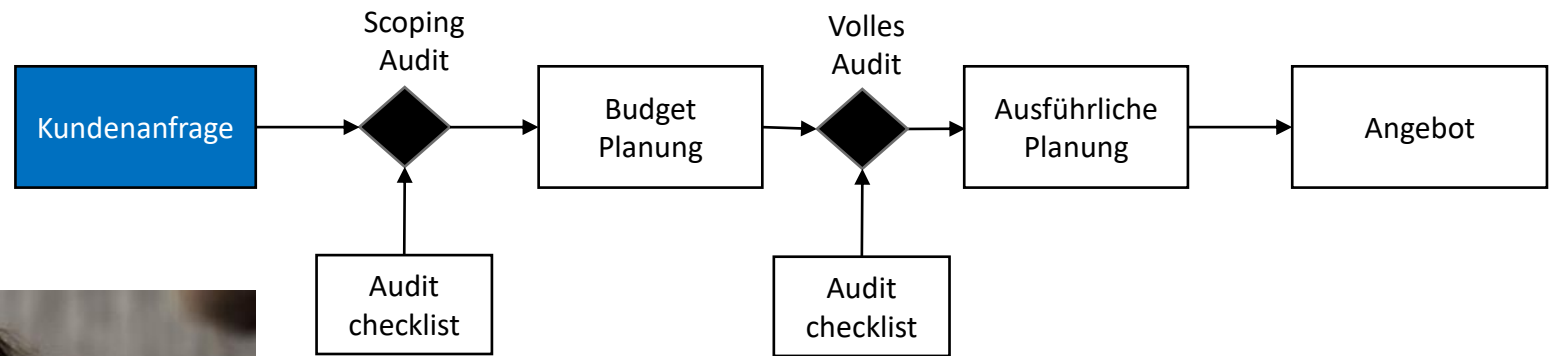 Scoping
Audit
Volles
Audit
Kundenanfrage
Budget
Planung
Ausführliche
Planung
Angebot
Audit
checklist
Audit
checklist